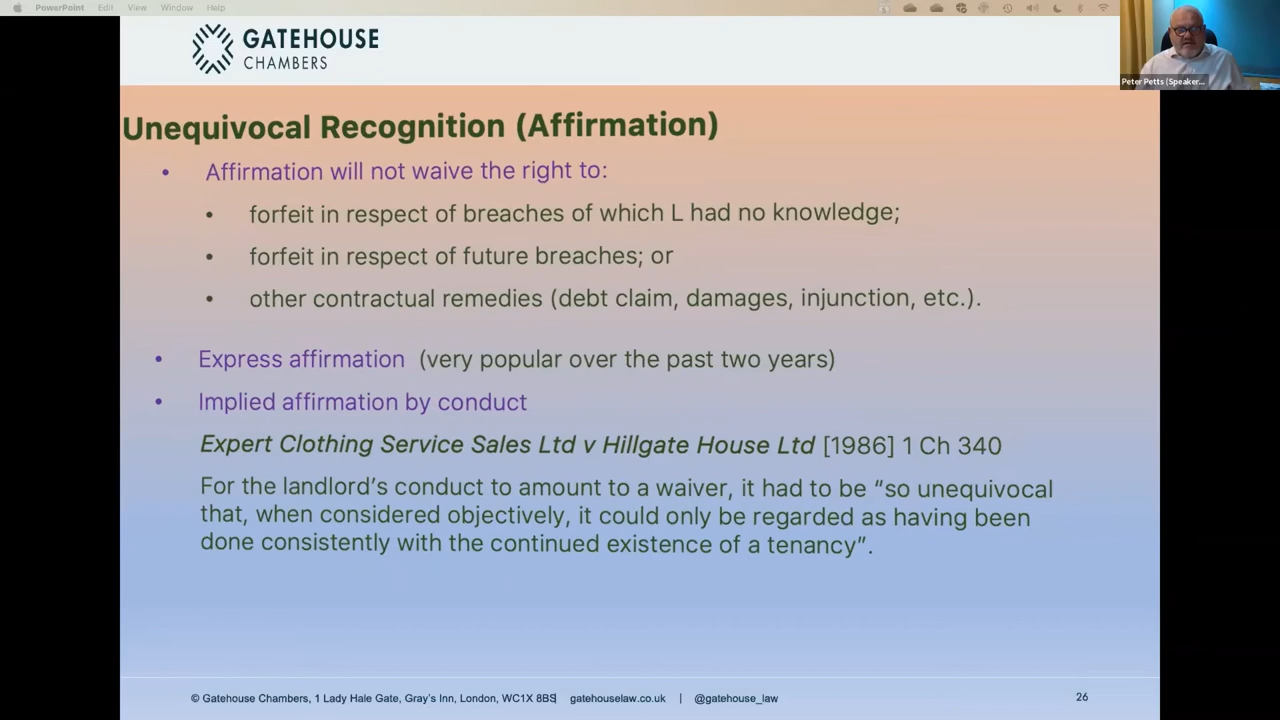 PowerPoint Edit View Window Help
GATEHOUSE
CHAMBERS
Peter Petts (Speaker...
Unequivocal Recognition (Affirmation)
• Affirmation will not waive the right to:
• forfeit in respect of breaches of which L had no knowledge;
• forfeit in respect of future breaches; or
• other contractual remedies (debt claim, damages, injunction, etc.).
• Express affirmation (very popular over the past two years)
• Implied affirmation by conduct
Expert Clothing Service Sales Ltd v Hillgate House Ltd [1986] 1 Ch 340
For the landlord's conduct to amount to a waiver, it had to be “so unequivocal
that, when considered objectively, it could only be regarded as having been
done consistently with the continued existence of a tenancy”.
© Gatehouse Chambers, 1 Lady Hale Gate, Gray's Inn, London, WC1X 8BS| gatehouselaw.co.uk | @gatehouse_law
26